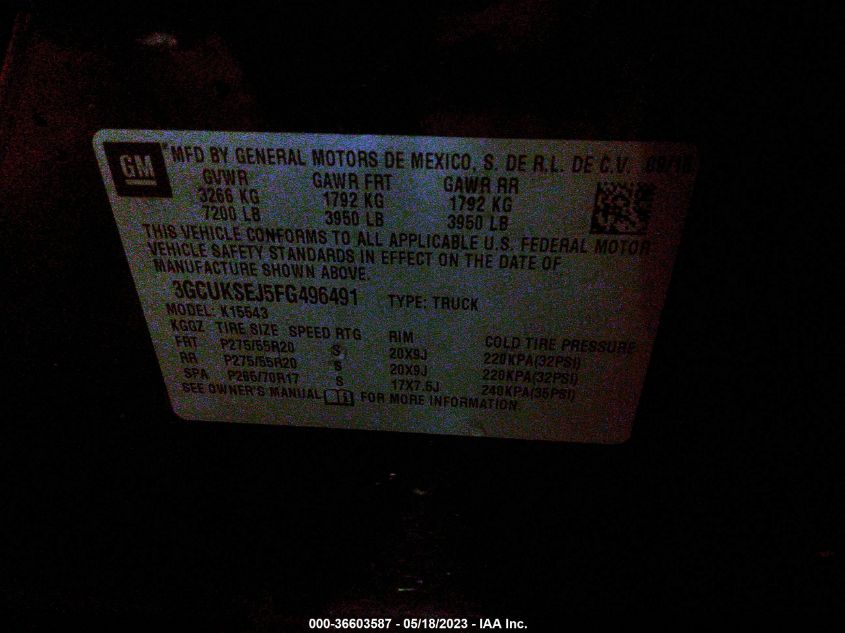 GM
MFD BY GENERAL MOTORS DE MEXICO, S. DE R.L. DE C.V.
GVWR GAWR FRT GAWR RR
3266 KG 1792 KG 1792 KG
7200 LB 3950 LB 3950 LB
THIS VEHICLE CONFORMS TO ALL APPLICABLE U.S. FEDERAL MOTOR
VEHICLE SAFETY STANDARDS IN EFFECT ON THE DATE OF
MANUFACTURE SHOWN ABOVE.
3GCUKSEJ5FG496491 TYPE: TRUCK
MODEL: K15543
KGGZ TIRE SIZE SPEED RTG RIM COLD TIRE PRESSURE
FRT P275/55R20 S 20X9J 220KPA(32PSI)
RR P275/55R20 S 20X9J 220KPA(32PSI)
SPA P265/70R17 S 17X7.5J 240KPA(35PSI)
SEE OWNER'S MANUAL FOR MORE INFORMATION.
000-36603587 - 05/18/2023 - IAA Inc.